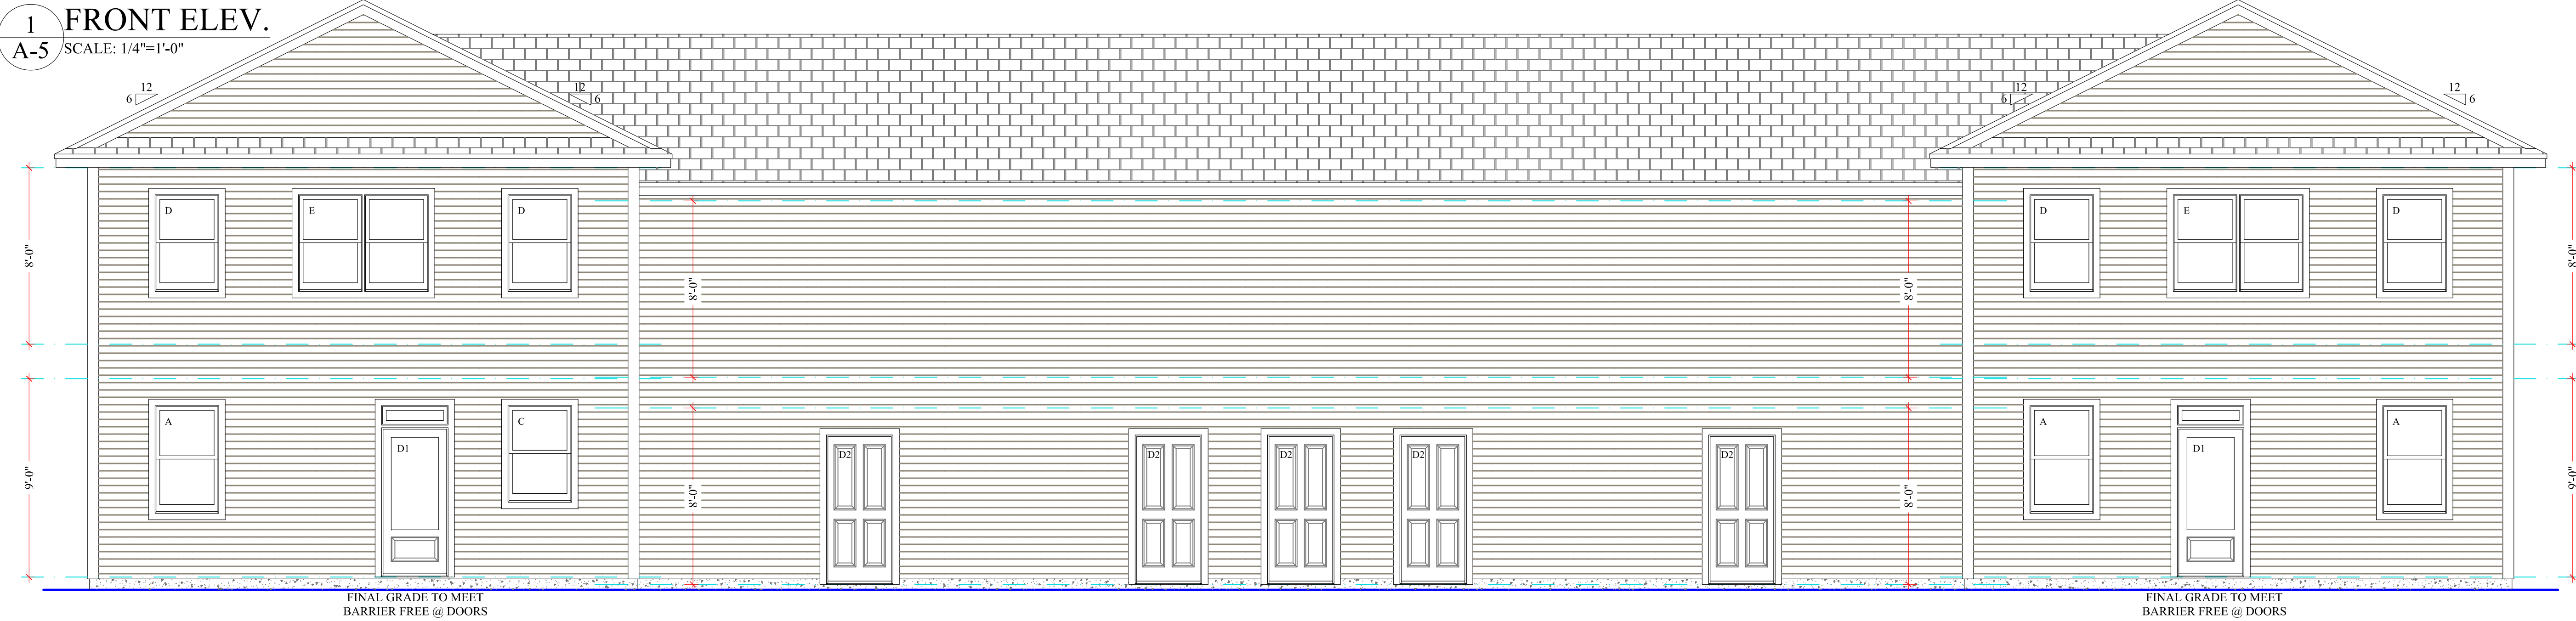 1
A-5
FRONT ELEV.
SCALE: 1/4"=1'-0"
12
6
12
6
12
6
12
6
D
E
D
D
E
D
8'-0"
8'-0"
8'-0"
8'-0"
A
D1
C
D2
D2
D2
D2
D2
A
D1
A
9'-0"
8'-0"
8'-0"
9'-0"
FINAL GRADE TO MEET
BARRIER FREE @ DOORS
FINAL GRADE TO MEET
BARRIER FREE @ DOORS